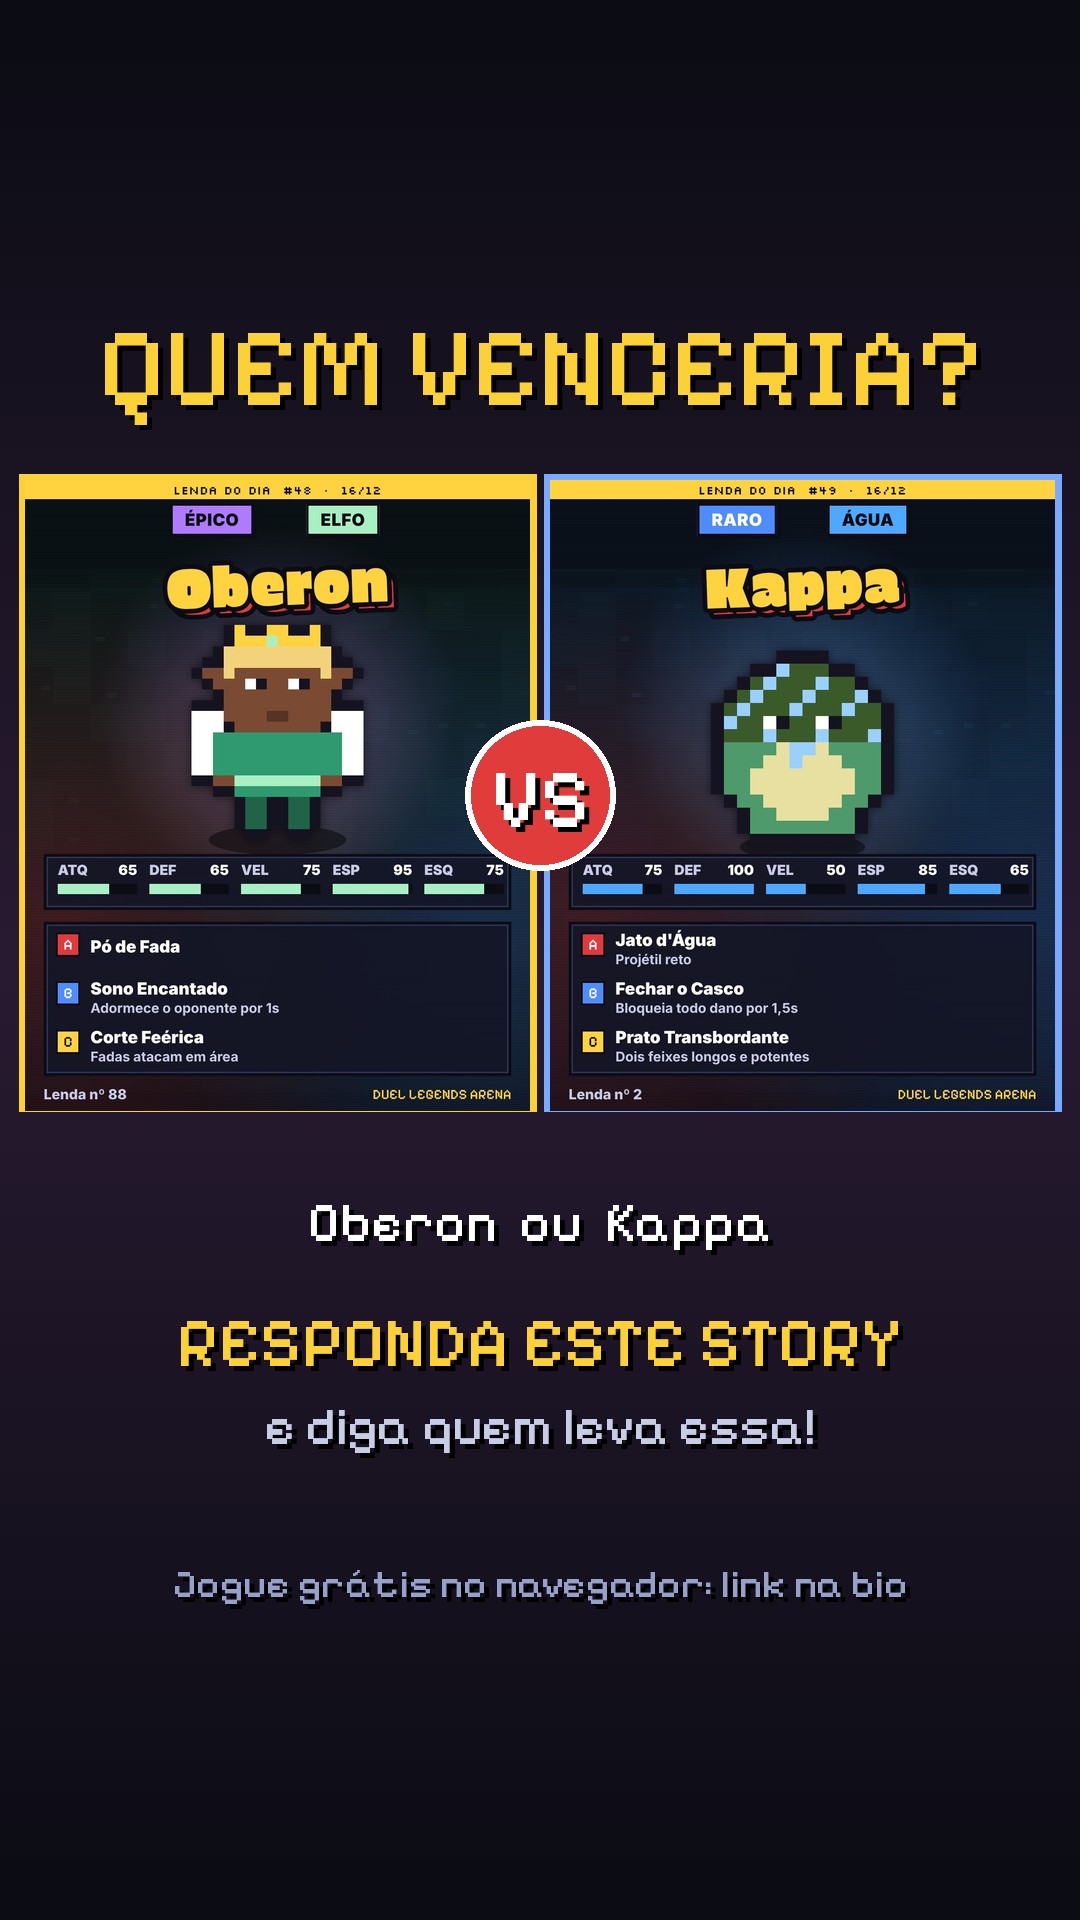 QUEM VENCERIA?
LENDA DO DIA #48 · 16/12
ÉPICO ELFO
Oberon
ATQ 65 DEF 65 VEL 75 ESP 95 ESQ 75
A Pó de Fada
B Sono Encantado
Adormece o oponente por 1s
C Corte Feérica
Fadas atacam em área
Lenda nº 88 DUEL LEGENDS ARENA
VS
LENDA DO DIA #49 · 16/12
RARO ÁGUA
Kappa
ATQ 75 DEF 100 VEL 50 ESP 85 ESQ 65
A Jato d'Água
Projétil reto
B Fechar o Casco
Bloqueia todo dano por 1,5s
C Prato Transbordante
Dois feixes longos e potentes
Lenda nº 2 DUEL LEGENDS ARENA
Oberon ou Kappa
RESPONDA ESTE STORY
e diga quem leva essa!
Jogue grátis no navegador: link na bio